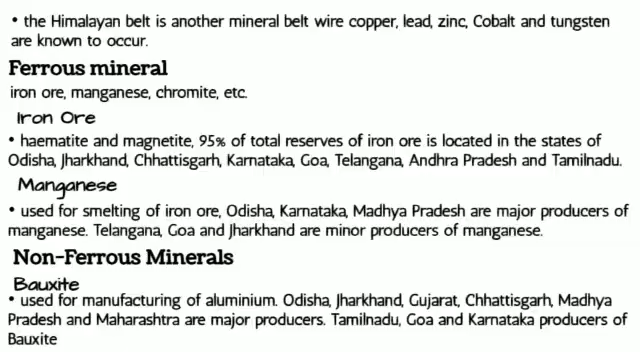 • the Himalayan belt is another mineral belt wire copper, lead, zinc, Cobalt and tungsten
are known to occur.
Ferrous mineral
iron ore, manganese, chromite, etc.
Iron Ore
• haematite and magnetite, 95% of total reserves of iron ore is located in the states of
Odisha, Jharkhand, Chhattisgarh, Karnataka, Goa, Telangana, Andhra Pradesh and Tamilnadu.
Manganese
• used for smelting of iron ore, Odisha, Karnataka, Madhya Pradesh are major producers of
manganese. Telangana, Goa and Jharkhand are minor producers of manganese.
Non-Ferrous Minerals
Bauxite
• used for manufacturing of aluminium. Odisha, Jharkhand, Gujarat, Chhattisgarh, Madhya
Pradesh and Maharashtra are major producers. Tamilnadu, Goa and Karnataka producers of
Bauxite